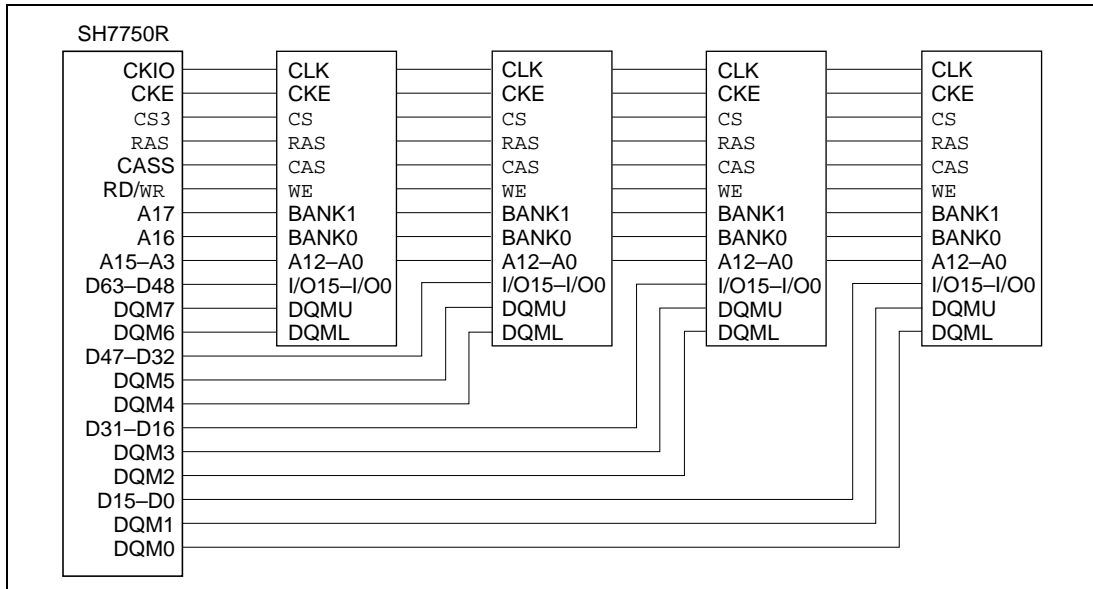 SH7750R
CKIO CLK CLK CLK CLK
CKE CKE CKE CKE CKE
CS3 CS CS CS CS
RAS RAS RAS RAS RAS
CASS CAS CAS CAS CAS
RD/WR WE WE WE WE
A17 BANK1 BANK1 BANK1 BANK1
A16 BANK0 BANK0 BANK0 BANK0
A15–A3 A12–A0 A12–A0 A12–A0 A12–A0
D63–D48 I/O15–I/O0 I/O15–I/O0 I/O15–I/O0 I/O15–I/O0
DQM7 DQMU DQMU DQMU DQMU
DQM6 DQML DQML DQML DQML
D47–D32
DQM5
DQM4
D31–D16
DQM3
DQM2
D15–D0
DQM1
DQM0